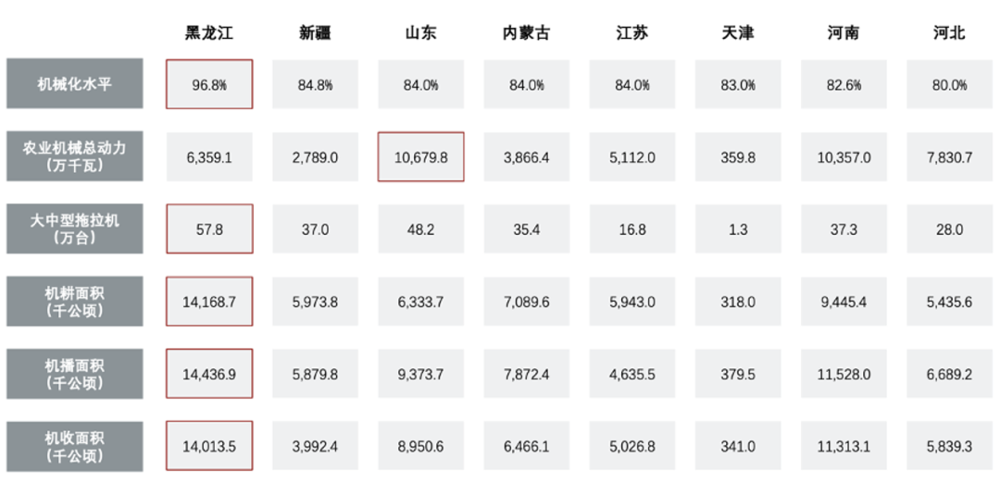 黑龙江 新疆 山东 内蒙古 江苏 天津 河南 河北
机械化水平 96.8% 84.8% 84.0% 84.0% 84.0% 83.0% 82.6% 80.0%
农业机械总动力
(万千瓦) 6,359.1 2,789.0 10,679.8 3,866.4 5,112.0 359.8 10,357.0 7,830.7
大中型拖拉机
(万台) 57.8 37.0 48.2 35.4 16.8 1.3 37.3 28.0
机耕面积
(千公顷) 14,168.7 5,973.8 6,333.7 7,089.6 5,943.0 318.0 9,445.4 5,435.6
机播面积
(千公顷) 14,436.9 5,879.8 9,373.7 7,872.4 4,635.5 379.5 11,528.0 6,689.2
机收面积
(千公顷) 14,013.5 3,992.4 8,950.6 6,466.1 5,026.8 341.0 11,313.1 5,839.3